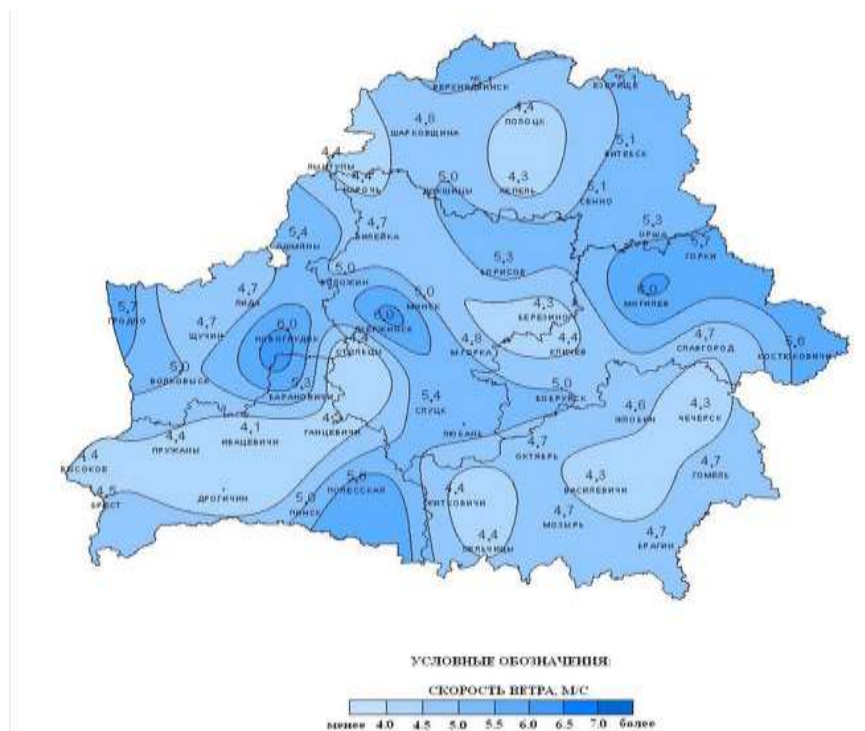 5,1
ВЕРХНЕДВИНСК
5,1
ЕЗЕРИЩЕ
4,8
ШАРКОВЩИНА
4,4
ПОЛОЦК
5,1
ВИТЕБСК
4,4
ЛЫНТУПЫ
4,4
НАРОЧЬ
5,0
ДОКШИЦЫ
4,3
ЛЕПЕЛЬ
5,1
СЕННО
5,4
ОШМЯНЫ
4,7
ВИЛЕЙКА
5,3
БОРИСОВ
5,3
ОРША
5,7
ГОРКИ
5,7
ГРОДНО
4,7
ЛИДА
5,0
ВОЛОЖИН
5,0
МИНСК
4,3
БЕРЕЗИНО
6,0
МОГИЛЕВ
4,7
ЩУЧИН
6,0
НОВОГРУДОК
6,0
ДЗЕРЖИНСК
4,4
СТОЛБЦЫ
4,8
М.ГОРКА
4,4
КЛИЧЕВ
4,7
СЛАВГОРОД
5,6
КОСТЮКОВИЧИ
5,0
ВОЛКОВЫСК
5,3
БАРАНОВИЧИ
5,4
СЛУЦК
5,0
БОБРУЙСК
4,6
ЖЛОБИН
4,3
ЧЕЧЕРСК
4,4
ПРУЖАНЫ
4,1
ИВАЦЕВИЧИ
ГАНЦЕВИЧИ
ЛЮБАНЬ
4,7
ОКТЯБРЬ
4,4
ВЫСОКОЕ
4,5
БРЕСТ
ДРОГИЧИН
5,0
ПИНСК
5,6
ПОЛЕССКАЯ
4,4
ЖИТКОВИЧИ
4,3
ВАСИЛЕВИЧИ
4,7
ГОМЕЛЬ
4,7
МОЗЫРЬ
4,4
ЛЕЛЬЧИЦЫ
4,7
БРАГИН
УСЛОВНЫЕ ОБОЗНАЧЕНИЯ:
СКОРОСТЬ ВЕТРА, М/С
менее 4.0 4.5 5.0 5.5 6.0 6.5 7.0 более